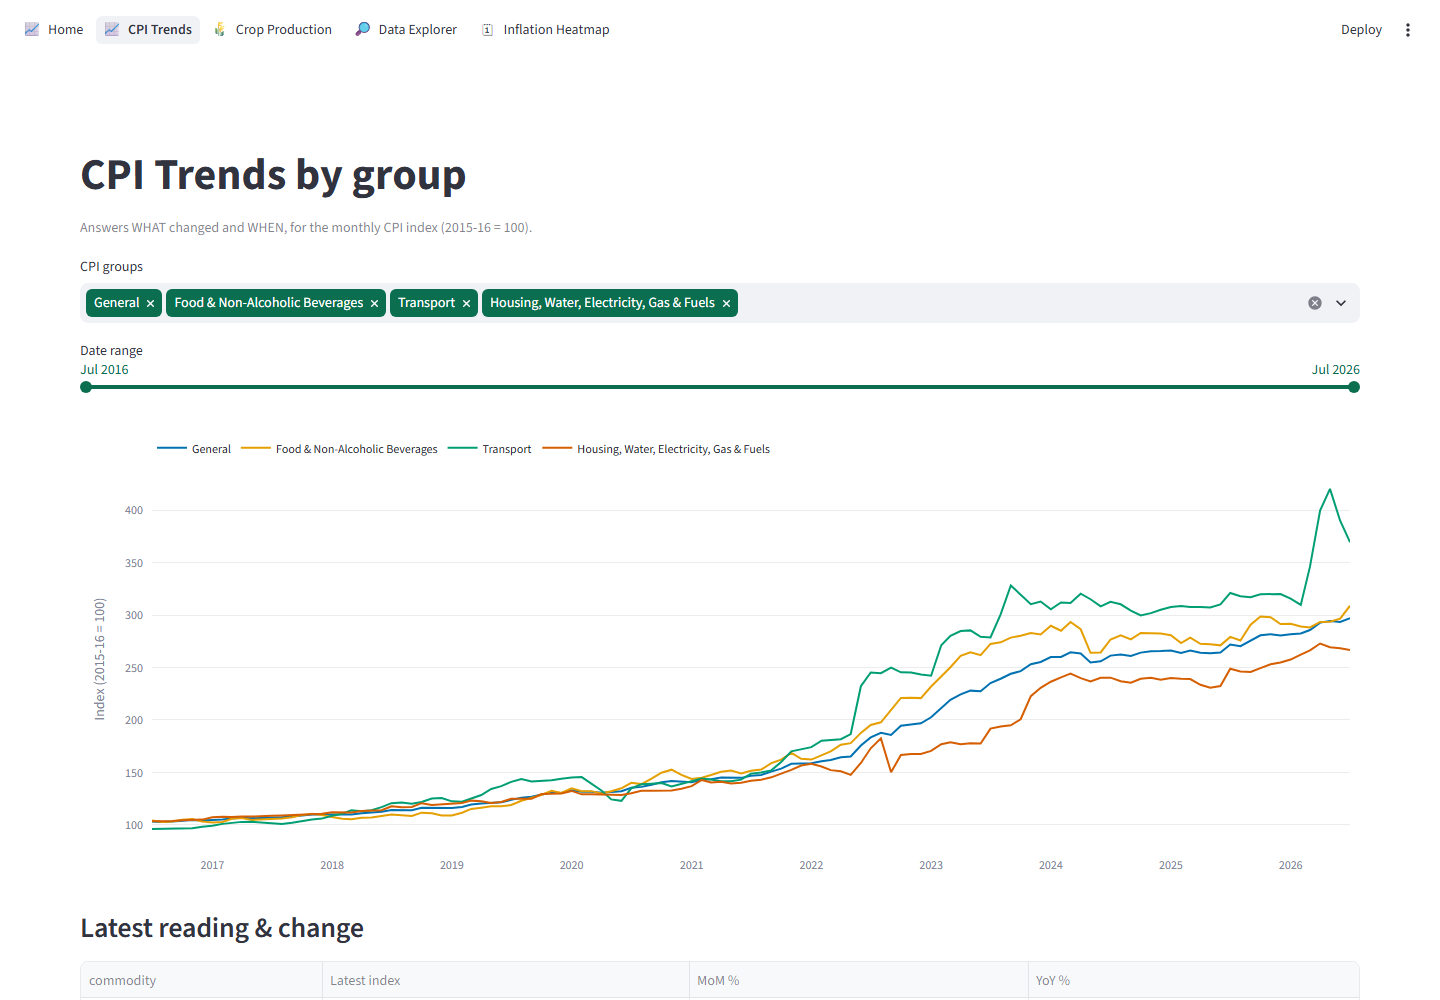 Home CPI Trends Crop Production Data Explorer Inflation Heatmap Deploy
CPI Trends by group
Answers WHAT changed and WHEN, for the monthly CPI index (2015-16 = 100).
CPI groups
General Food & Non-Alcoholic Beverages Transport Housing, Water, Electricity, Gas & Fuels
Date range
Jul 2016 Jul 2026
General Food & Non-Alcoholic Beverages Transport Housing, Water, Electricity, Gas & Fuels
400
350
300
250
200
150
100
Index (2015-16 = 100)
2017 2018 2019 2020 2021 2022 2023 2024 2025 2026
Latest reading & change
commodity Latest index MoM % YoY %